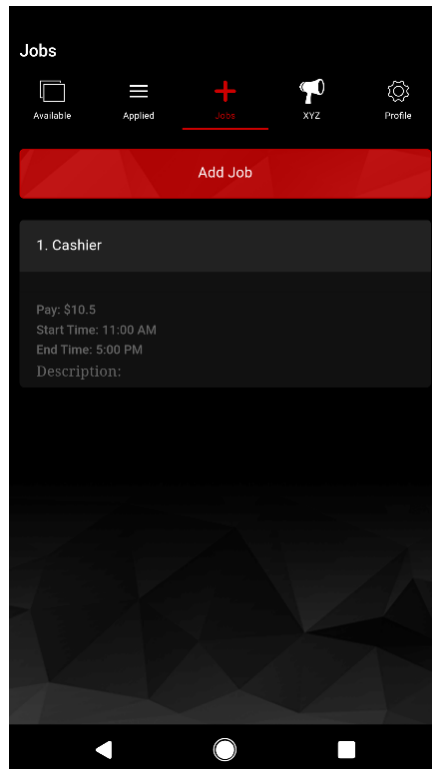 Jobs
Available
Applied
Jobs
XYZ
Profile
Add Job
1. Cashier
Pay: $10.5
Start Time: 11:00 AM
End Time: 5:00 PM
Description: